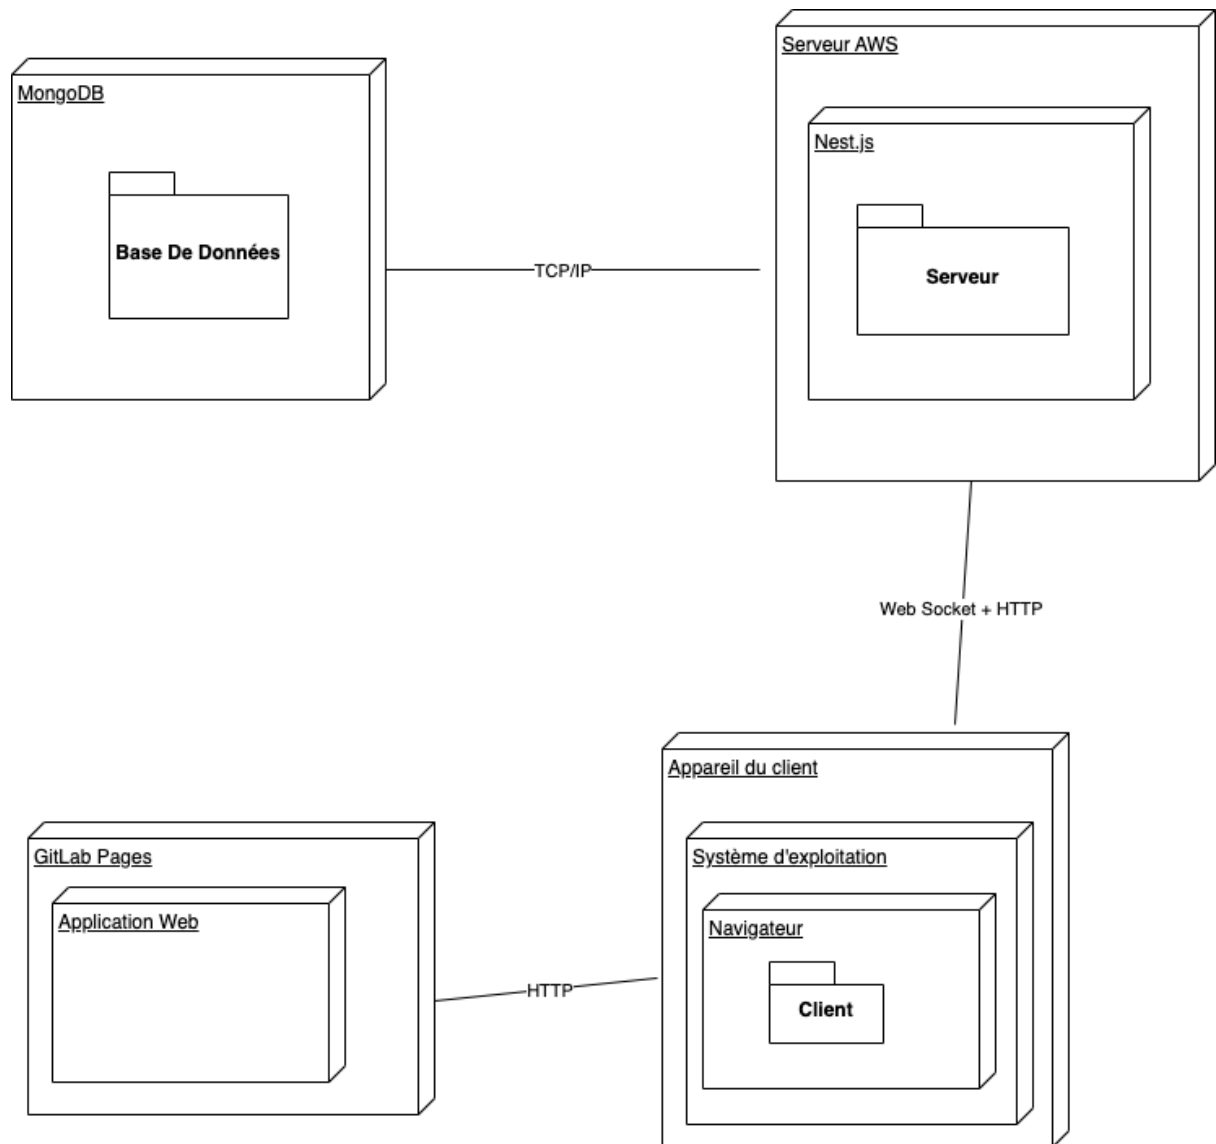 Serveur AWS
MongoDB
Nest.js
Base De Données
TCP/IP
Serveur
Web Socket + HTTP
Appareil du client
GitLab Pages
Système d'exploitation
Application Web
Navigateur
HTTP
Client